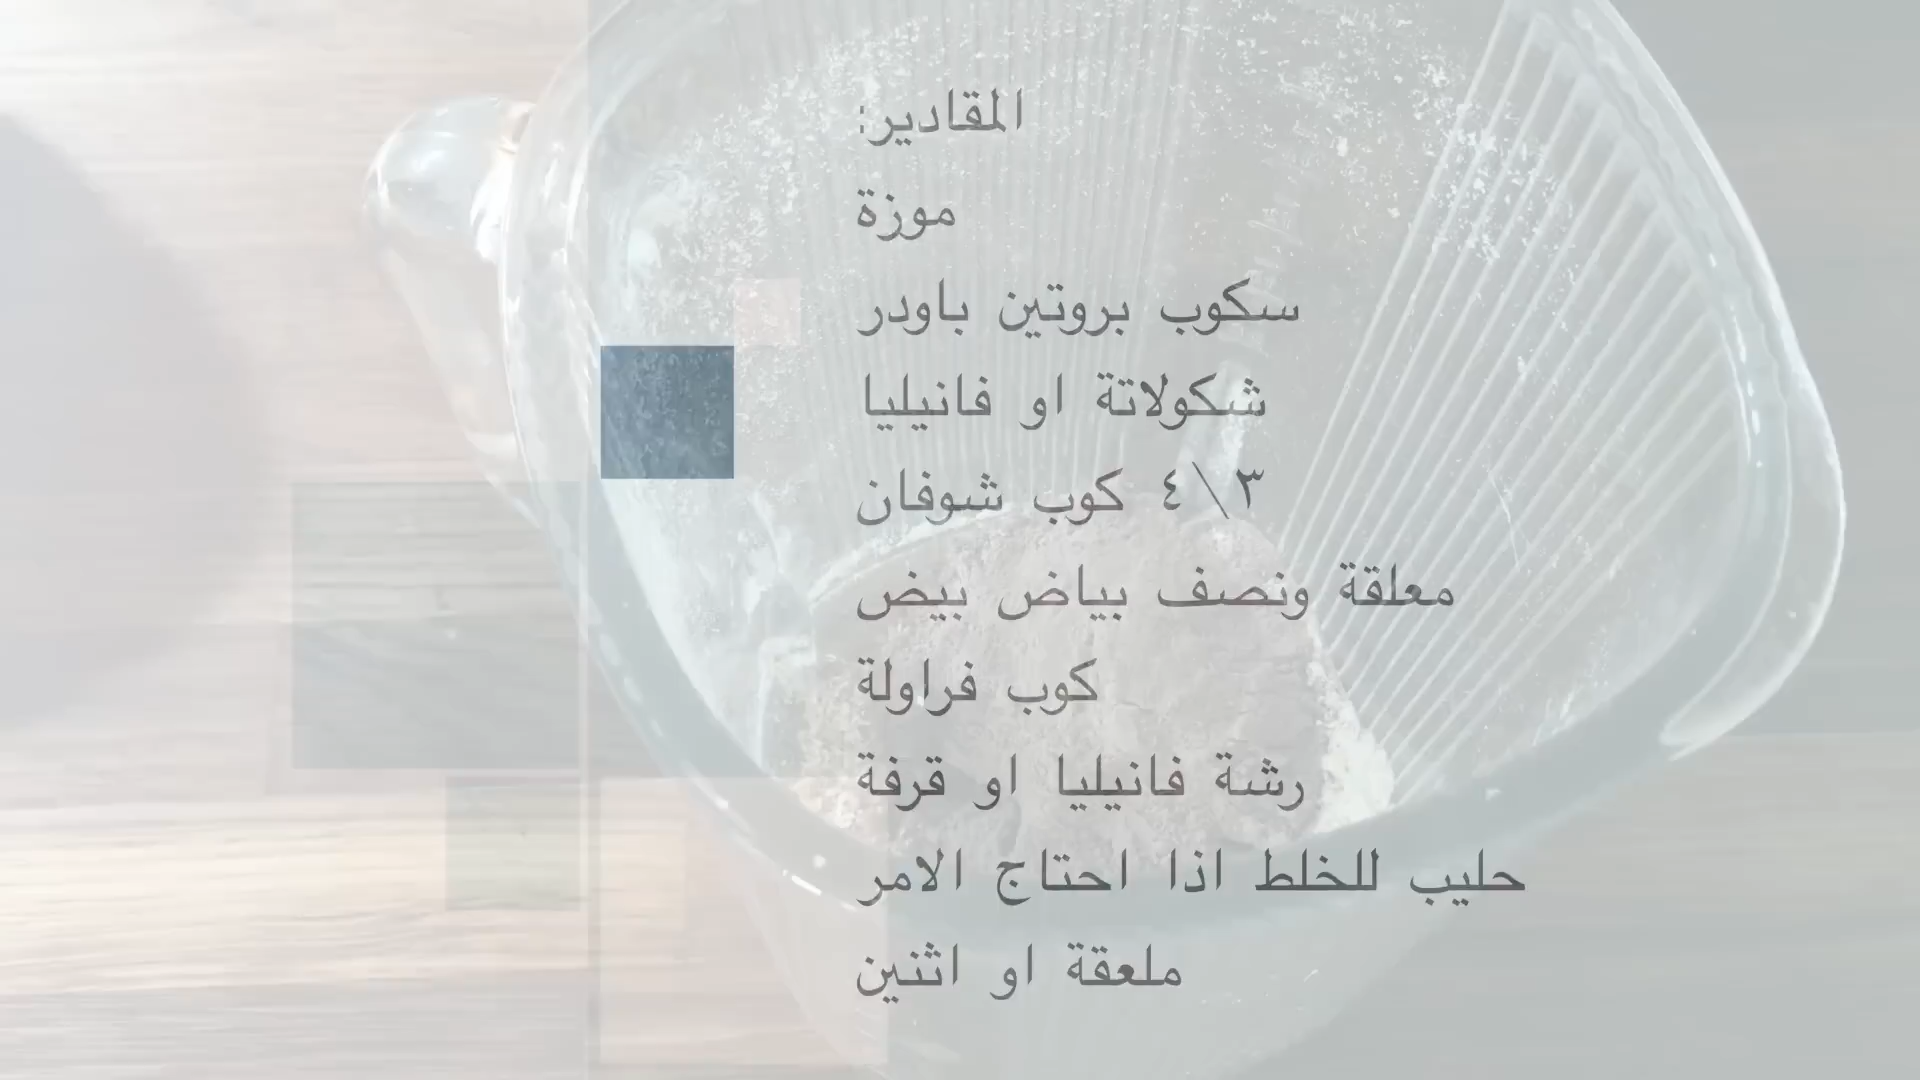 المقادير:
موزة
سكوب بروتين باودر
شكولاتة او فانيليا
٣\٤ كوب شوفان
معلقة ونصف بياض بيض
كوب فراولة
رشة فانيليا او قرفة
حليب للخلط اذا احتاج الامر
ملعقة او اثنين